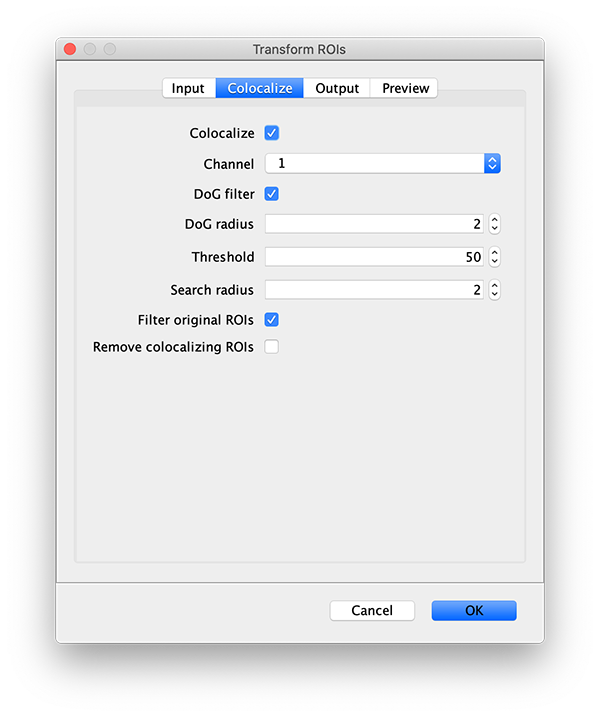 Transform ROIs
Input Colocalize Output Preview
Colocalize
Channel 1
DoG filter
DoG radius 2
Threshold 50
Search radius 2
Filter original ROIs
Remove colocalizing ROIs
Cancel OK